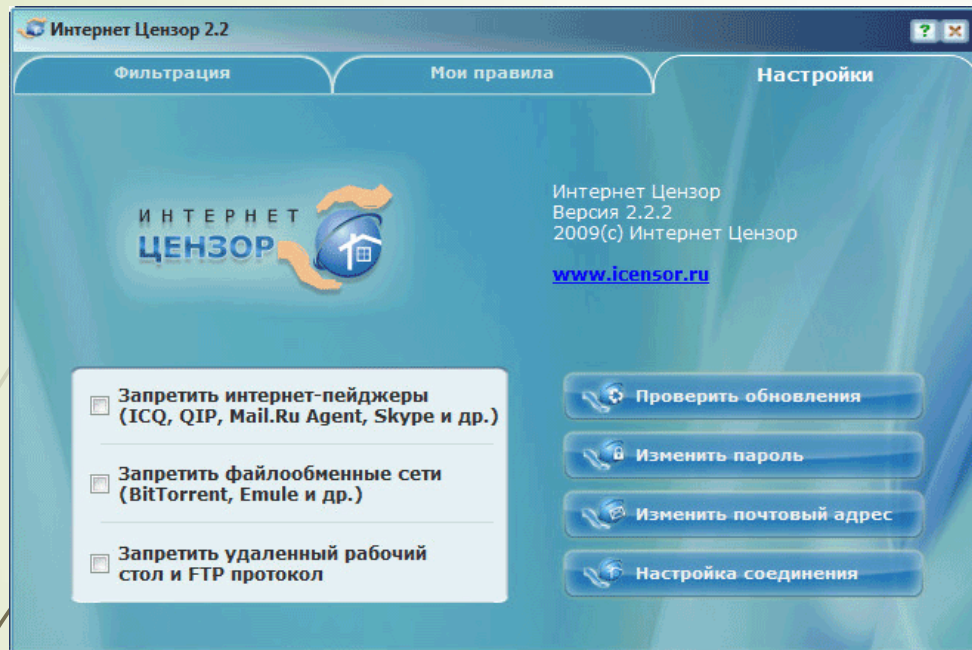 Интернет Цензор 2.2
Фильтрация
Мои правила
Настройки
ИНТЕРНЕТ
ЦЕНЗОР
Интернет Цензор
Версия 2.2.2
2009(c) Интернет Цензор
www.icensor.ru
Запретить интернет-пейджеры
(ICQ, QIP, Mail.Ru Agent, Skype и др.)
Запретить файлообменные сети
(BitTorrent, Emule и др.)
Запретить удаленный рабочий
стол и FTP протокол
Проверить обновления
Изменить пароль
Изменить почтовый адрес
Настройка соединения